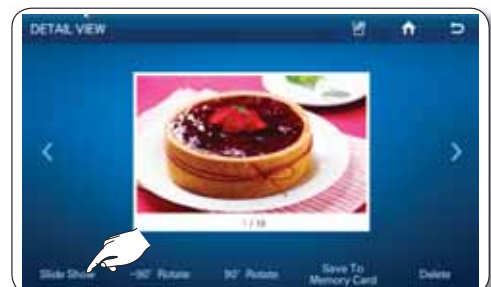 DETAIL VIEW
1 / 18
Slide Show
-90° Rotate
90° Rotate
Save To
Memory Card
Delete